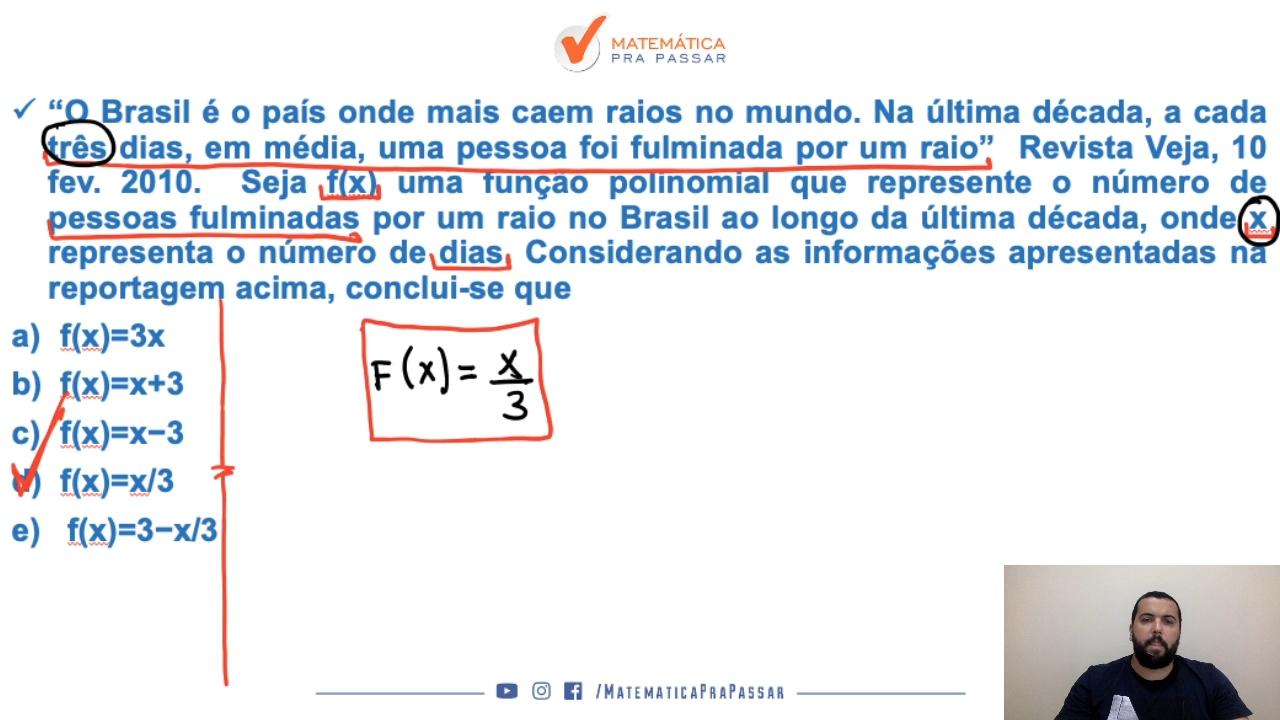 MATEMÁTICA
PRA PASSAR
“O Brasil é o país onde mais caem raios no mundo. Na última década, a cada
três dias, em média, uma pessoa foi fulminada por um raio” Revista Veja, 10
fev. 2010. Seja f(x) uma função polinomial que represente o número de
pessoas fulminadas por um raio no Brasil ao longo da última década, onde x
representa o número de dias. Considerando as informações apresentadas na
reportagem acima, conclui-se que
a) f(x)=3x
b) f(x)=x+3
c) f(x)=x−3
d) f(x)=x/3
e) f(x)=3−x/3
F(x) = x/3
/MATEMATICAPRAPASSAR